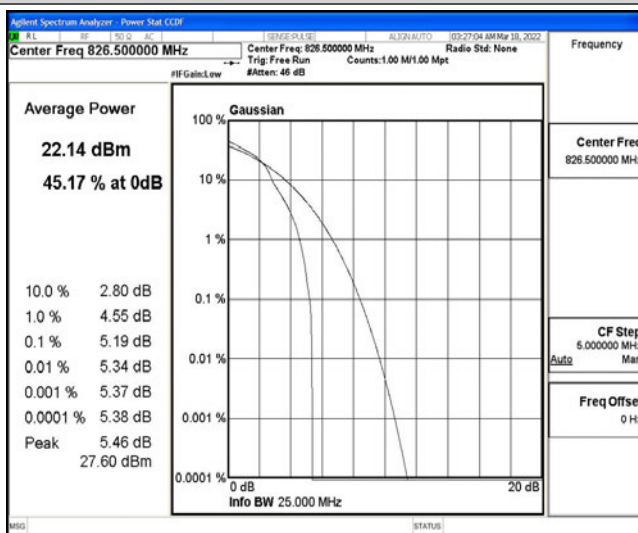 Agilent Spectrum Analyzer - Power Stat CCDF
RL RF 50 Ω AC SENSE:PULSE ALIGN AUTO 03:27:04 AM Mar 18, 2022
Center Freq 826.500000 MHz
Center Freq: 826.500000 MHz Radio Std: None
Trig: Free Run Counts:1.00 M/1.00 Mpt
#IFGain:Low #Atten: 46 dB
Frequency
Average Power
22.14 dBm
45.17 % at 0dB
10.0 % 2.80 dB
1.0 % 4.55 dB
0.1 % 5.19 dB
0.01 % 5.34 dB
0.001 % 5.37 dB
0.0001 % 5.38 dB
Peak 5.46 dB
27.60 dBm
Gaussian
100 %
10 %
1 %
0.1 %
0.01 %
0.001 %
0.0001 %
0 dB 20 dB
Info BW 25.000 MHz
Center Freq
826.500000 MHz
CF Step
5.000000 MH
Auto Man
Freq Offse
0 H
MSG STATUS